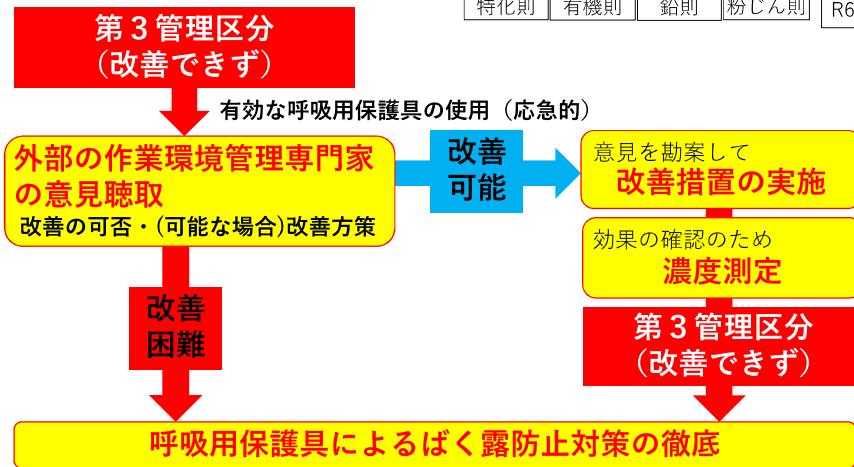 特化則 有機則 鉛則 粉じん則 R6
第３管理区分
（改善できず）
有効な呼吸用保護具の使用（応急的）
外部の作業環境管理専門家
の意見聴取
改善の可否・(可能な場合)改善方策
改善
可能
意見を勘案して
改善措置の実施
効果の確認のため
濃度測定
改善
困難
第３管理区分
（改善できず）
呼吸用保護具によるばく露防止対策の徹底